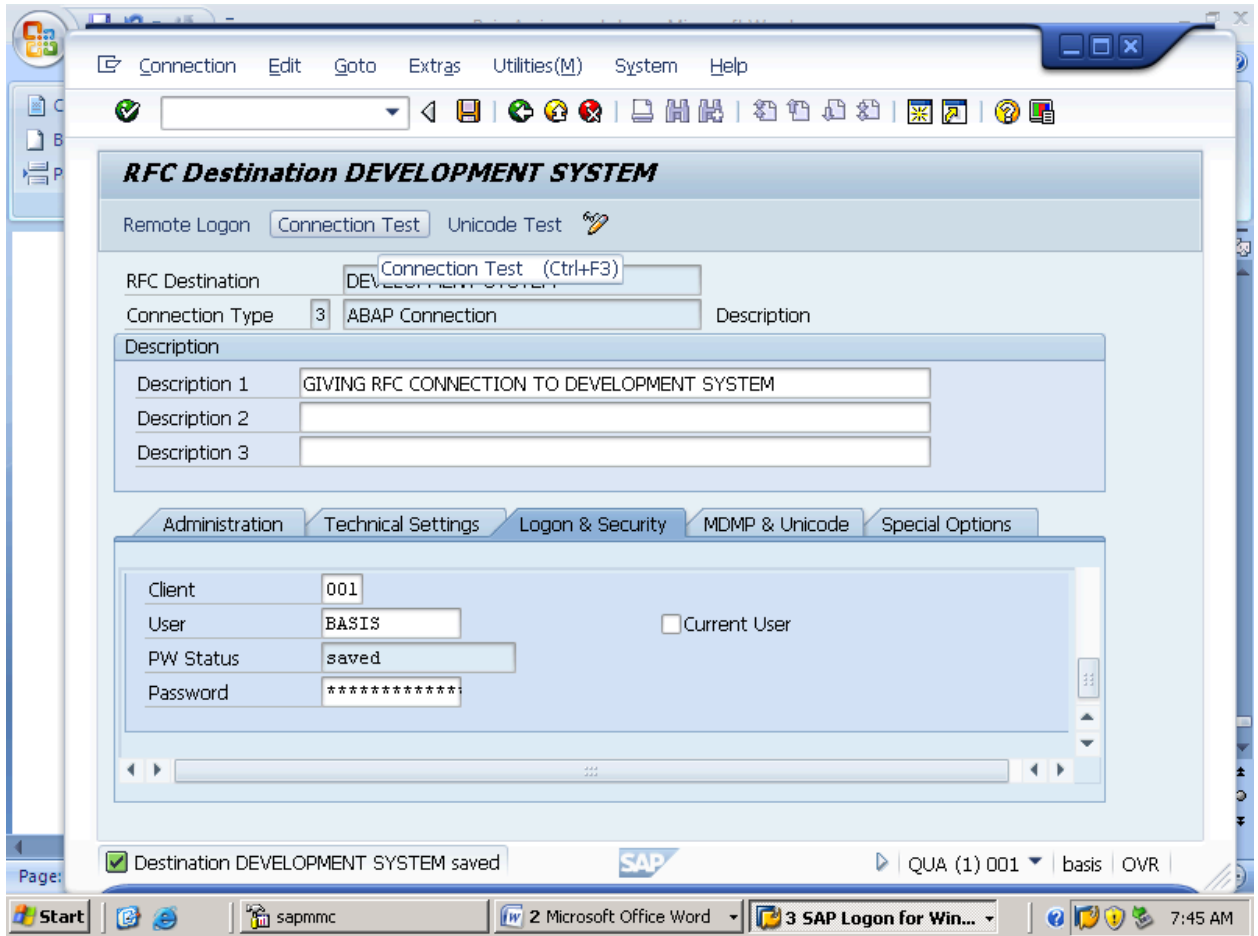 Connection Edit Goto Extras Utilities(M) System Help
RFC Destination DEVELOPMENT SYSTEM
Remote Logon Connection Test Unicode Test
Connection Test (Ctrl+F3)
RFC Destination
Connection Type 3 ABAP Connection Description
Description
Description 1 GIVING RFC CONNECTION TO DEVELOPMENT SYSTEM
Description 2
Description 3
Administration Technical Settings Logon & Security MDMP & Unicode Special Options
Client 001
User BASIS Current User
PW Status saved
Password *************
Destination DEVELOPMENT SYSTEM saved SAP QUA (1) 001 basis OVR
Page:
Start sapmmc 2 Microsoft Office Word 3 SAP Logon for Win... 7:45 AM